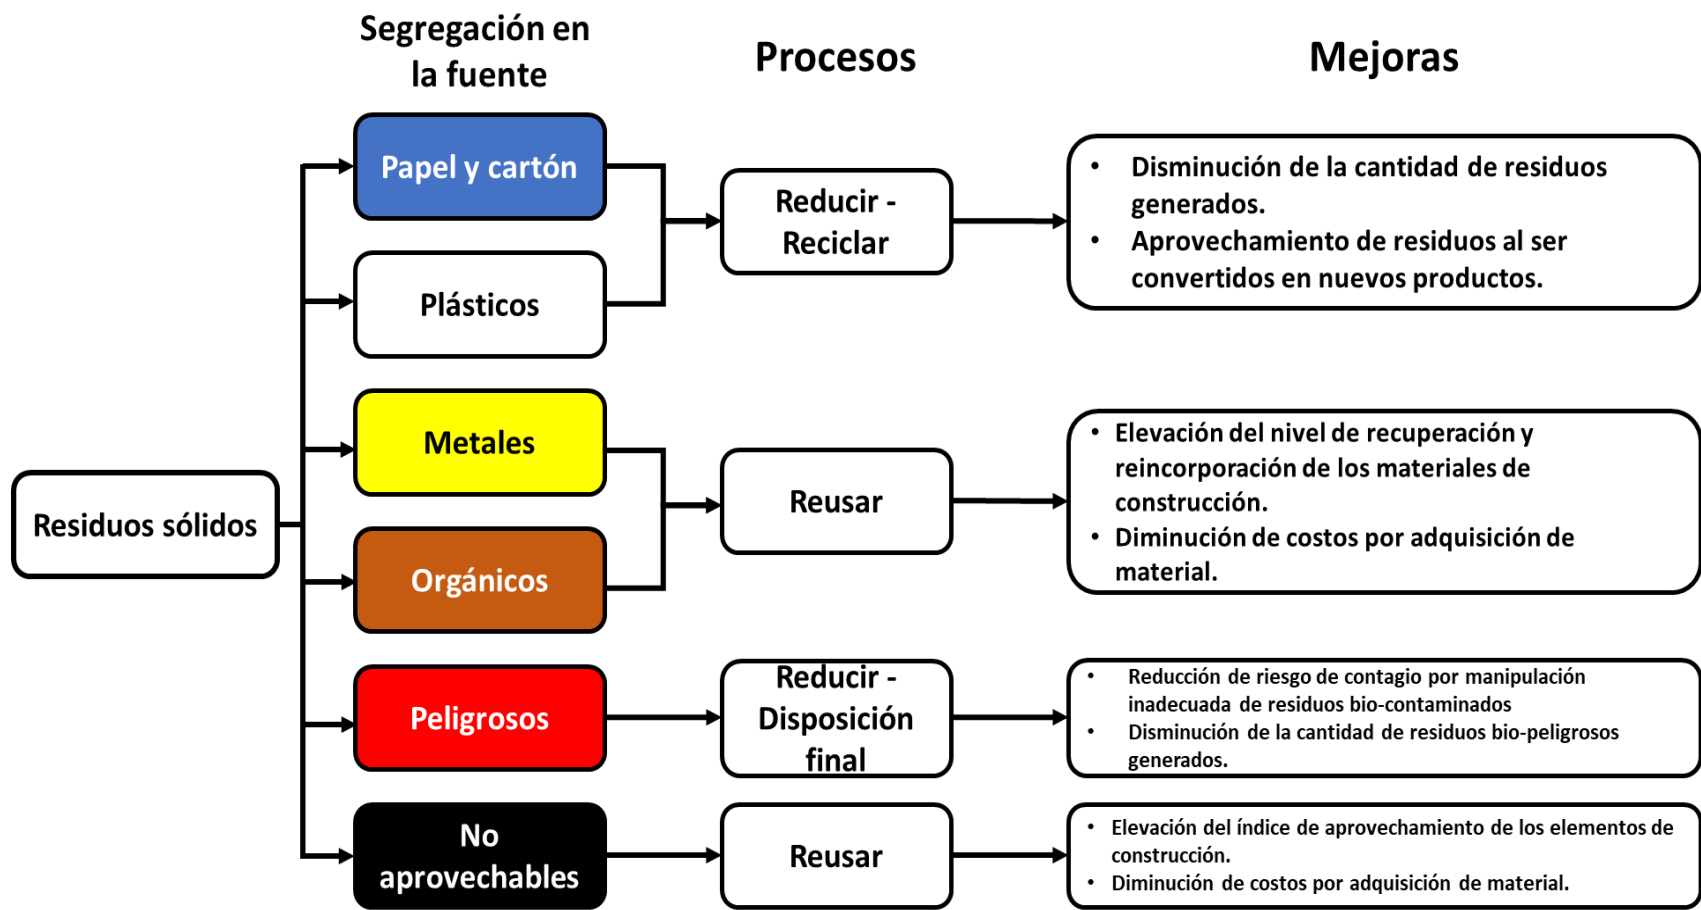 Segregación en
la fuente
Procesos
Mejoras
Residuos sólidos
Papel y cartón
Plásticos
Reducir -
Reciclar
• Disminución de la cantidad de residuos
generados.
• Aprovechamiento de residuos al ser
convertidos en nuevos productos.
Metales
Orgánicos
Reusar
• Elevación del nivel de recuperación y
reincorporación de los materiales de
construcción.
• Diminución de costos por adquisición de
material.
Peligrosos
Reducir -
Disposición
final
• Reducción de riesgo de contagio por manipulación
inadecuada de residuos bio-contaminados
• Disminución de la cantidad de residuos bio-peligrosos
generados.
No
aprovechables
Reusar
• Elevación del índice de aprovechamiento de los elementos de
construcción.
• Diminución de costos por adquisición de material.